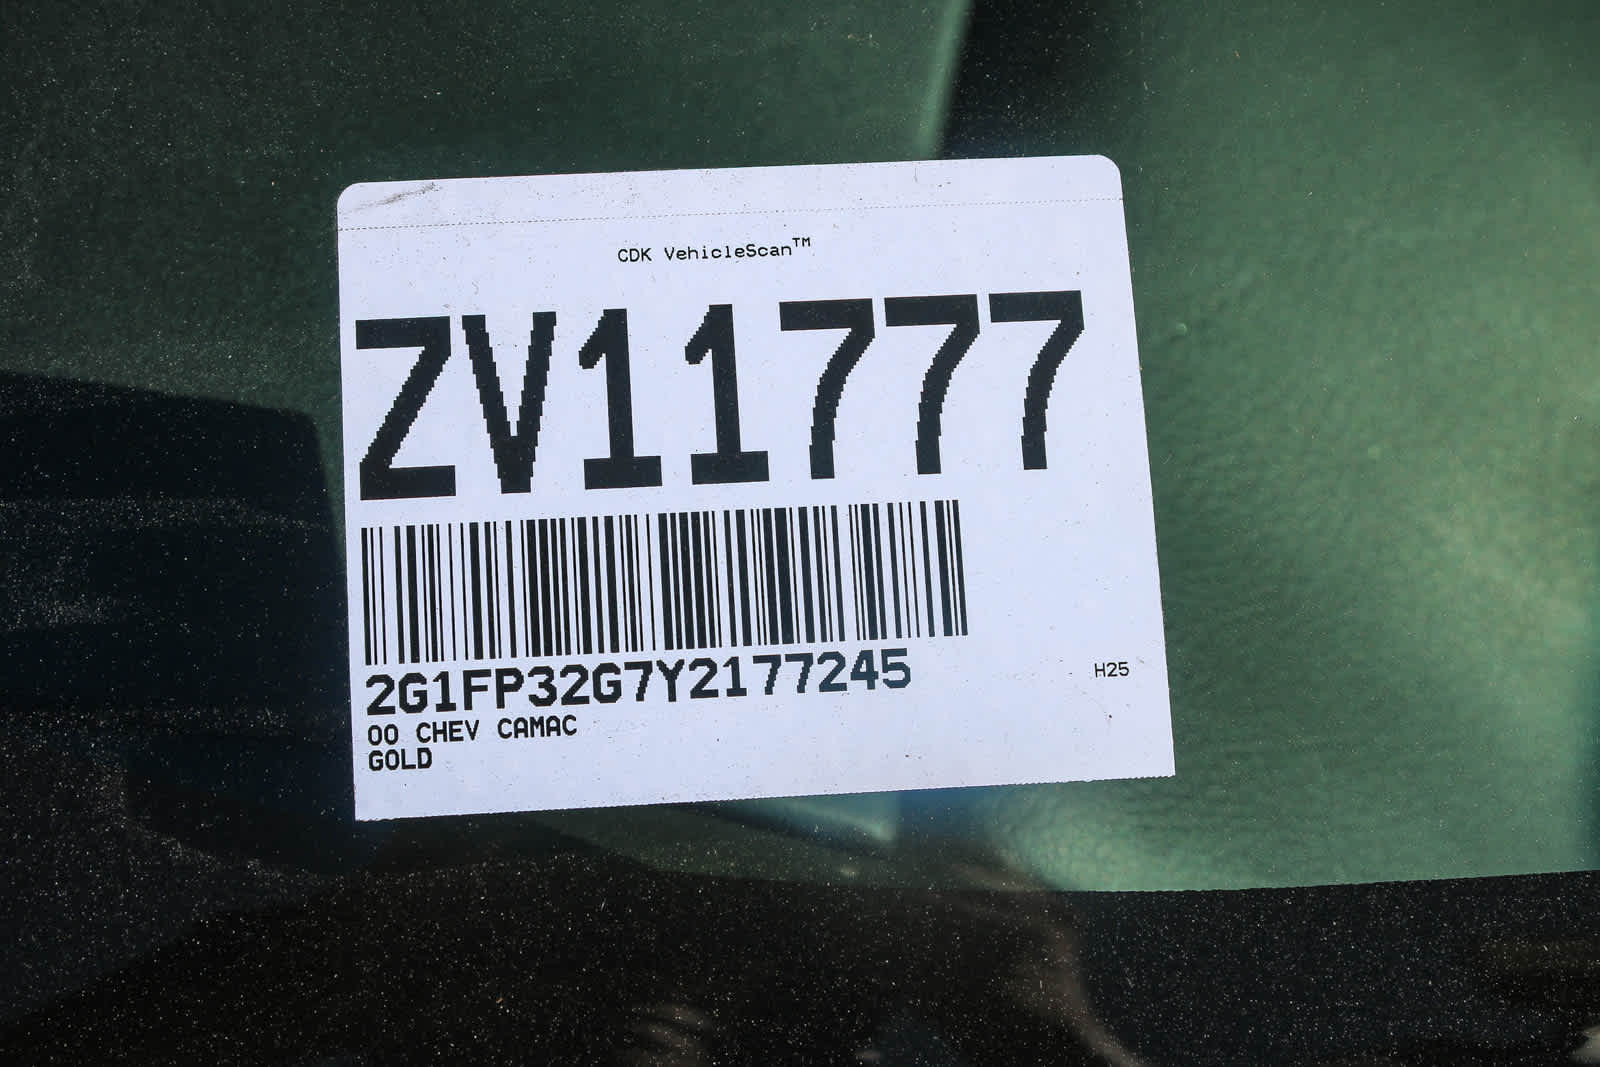 CDK VehicleScan™
ZV11777
2G1FP32G7Y2177245
H25
00 CHEV CAMAC
GOLD